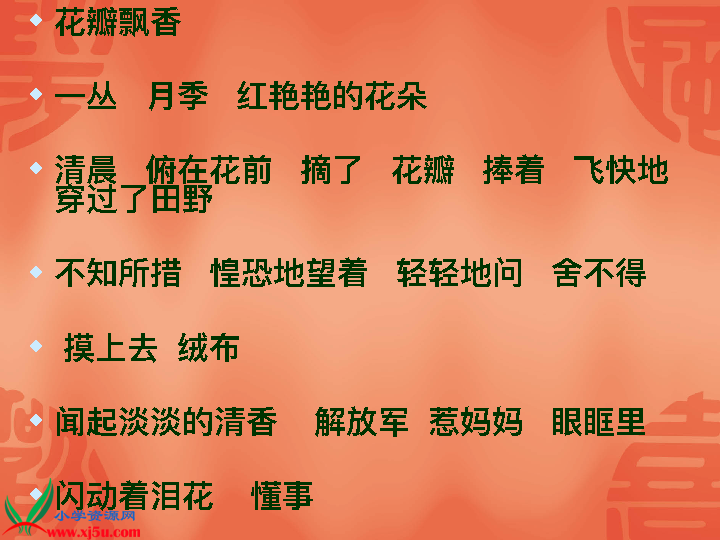 花瓣飘香
一丛 月季 红艳艳的花朵
清晨 俯在花前 摘了 花瓣 捧着 飞快地
穿过了田野
不知所措 惶恐地望着 轻轻地问 舍不得
摸上去 绒布
闻起淡淡的清香 解放军 惹妈妈 眼眶里
闪动着泪花 懂事
小学资源网
www.xj5u.com